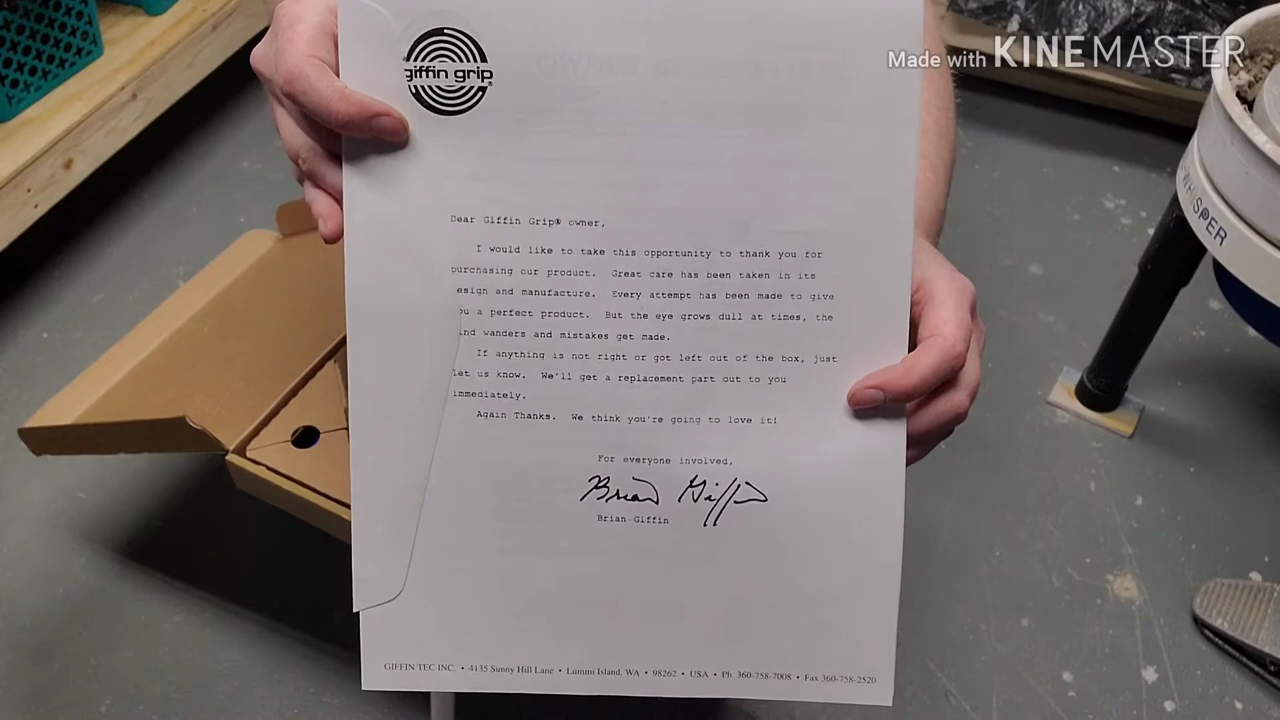 Made with KINEMASTER
giffin grip
WHISPER
Dear Giffin Grip® owner,
I would like to take this opportunity to thank you for
purchasing our product. Great care has been taken in its
esign and manufacture. Every attempt has been made to give
ou a perfect product. But the eye grows dull at times, the
ind wanders and mistakes get made.
If anything is not right or got left out of the box, just
let us know. We'll get a replacement part out to you
immediately.
Again Thanks. We think you're going to love it!
For everyone involved,
Brian Giffin
Brian Giffin
GIFFIN TEC INC. • 4135 Sunny Hill Lane • Lummi Island, WA • 98262 • USA • Ph 360-758-7008 • Fax 360-758-2520